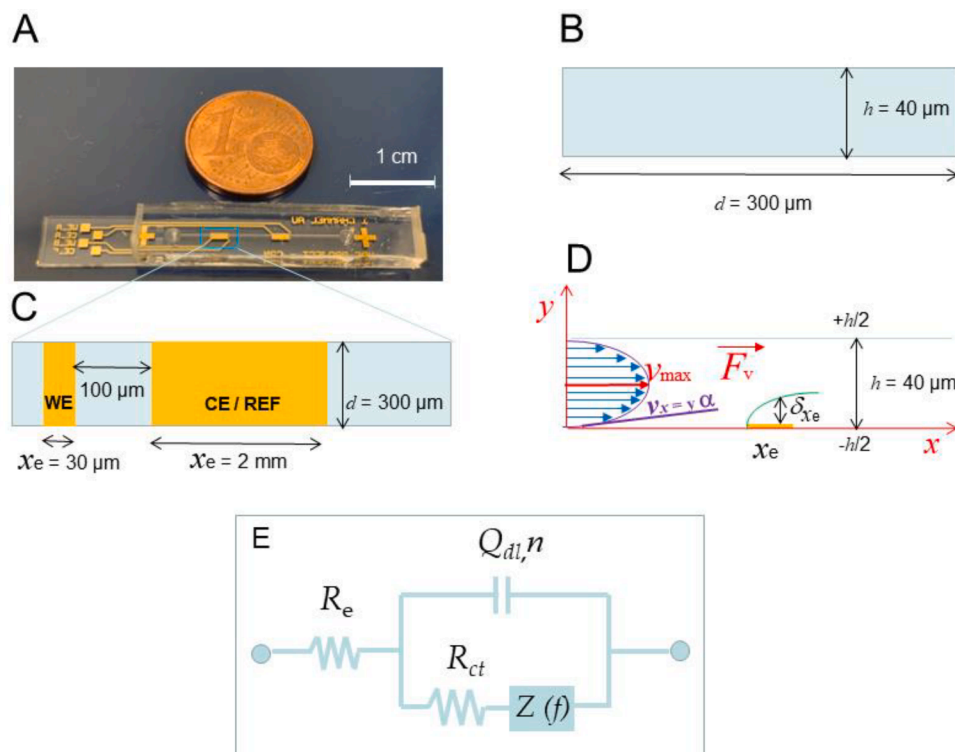 A
1 cm
B
h = 40 µm
d = 300 µm
C
WE
100 µm
CE / REF
d = 300 µm
xe = 30 µm
xe = 2 mm
D
y
+h/2
Fv
vmax
h = 40 µm
vx = y α
δxe
xe
-h/2
x
E
Qdl,n
Re
Rct
Z (f)